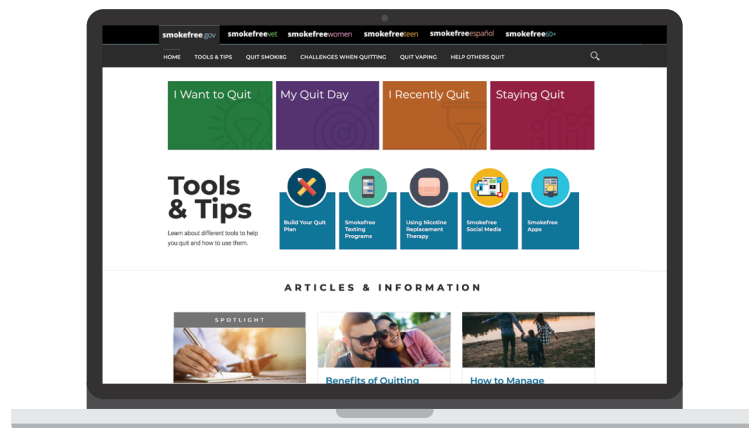 smokefree.gov smokefreevet smokefreewomen smokefreeteen smokefreeespañol smokefree60+
HOME TOOLS & TIPS QUIT SMOKI8G CHALLENGES WHEN QUITTING QUIT VAPING HELP OTHERS QUIT
I Want to Quit
My Quit Day
I Recently Quit
Staying Quit
Tools
& Tips
Learn about different tools to help
you quit and how to use them.
Build Your Quit
Plan
Smokefree
Texting
Programs
Using Nicctine
Replacement
Therapy
Smokefree
Social Media
Smokefree
Apps
ARTICLES & INFORMATION
SPOTLIGHT
Benefits of Quitting
How to Manage